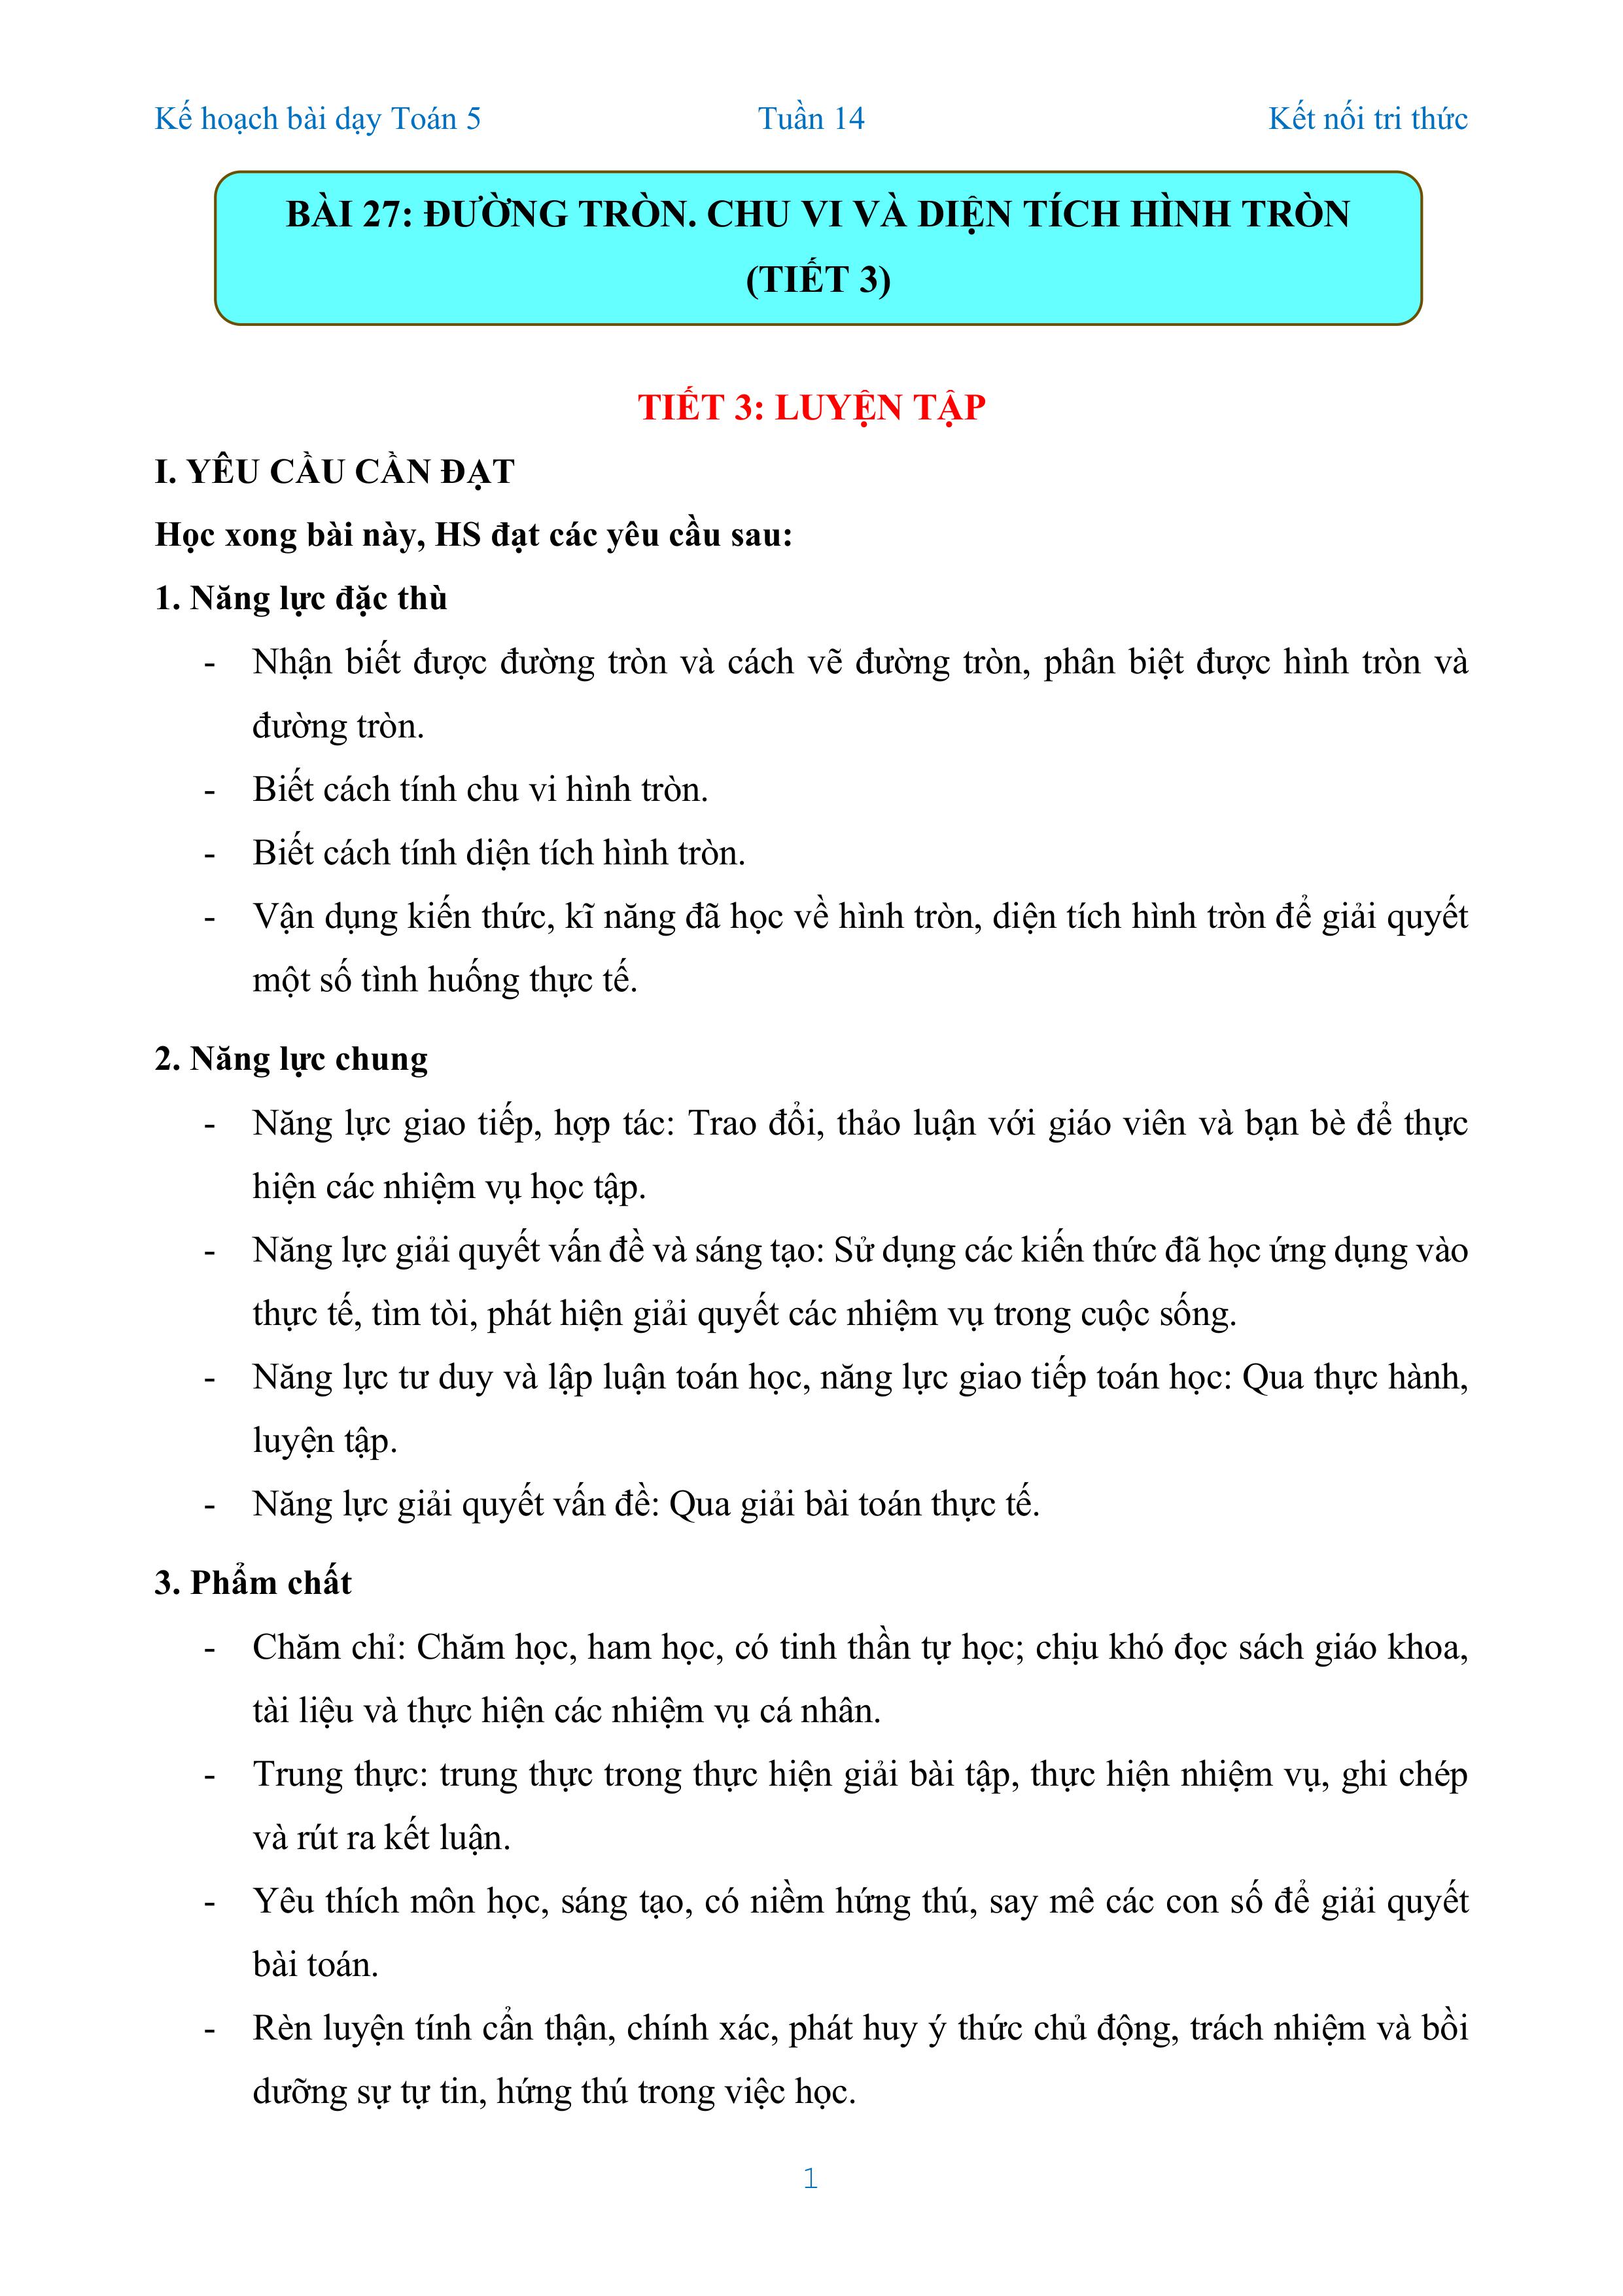 Kế hoạch bài dạy Toán 5 Tuần 14 Kết nối tri thức
BÀI 27: ĐƯỜNG TRÒN. CHU VI VÀ DIỆN TÍCH HÌNH TRÒN
(TIẾT 3)
TIẾT 3: LUYỆN TẬP
I. YÊU CẦU CẦN ĐẠT
Học xong bài này, HS đạt các yêu cầu sau:
1. Năng lực đặc thù
- Nhận biết được đường tròn và cách vẽ đường tròn, phân biệt được hình tròn và
đường tròn.
- Biết cách tính chu vi hình tròn.
- Biết cách tính diện tích hình tròn.
- Vận dụng kiến thức, kĩ năng đã học về hình tròn, diện tích hình tròn để giải quyết
một số tình huống thực tế.
2. Năng lực chung
- Năng lực giao tiếp, hợp tác: Trao đổi, thảo luận với giáo viên và bạn bè để thực
hiện các nhiệm vụ học tập.
- Năng lực giải quyết vấn đề và sáng tạo: Sử dụng các kiến thức đã học ứng dụng vào
thực tế, tìm tòi, phát hiện giải quyết các nhiệm vụ trong cuộc sống.
- Năng lực tư duy và lập luận toán học, năng lực giao tiếp toán học: Qua thực hành,
luyện tập.
- Năng lực giải quyết vấn đề: Qua giải bài toán thực tế.
3. Phẩm chất
- Chăm chỉ: Chăm học, ham học, có tinh thần tự học; chịu khó đọc sách giáo khoa,
tài liệu và thực hiện các nhiệm vụ cá nhân.
- Trung thực: trung thực trong thực hiện giải bài tập, thực hiện nhiệm vụ, ghi chép
và rút ra kết luận.
- Yêu thích môn học, sáng tạo, có niềm hứng thú, say mê các con số để giải quyết
bài toán.
- Rèn luyện tính cẩn thận, chính xác, phát huy ý thức chủ động, trách nhiệm và bồi
dưỡng sự tự tin, hứng thú trong việc học.
1